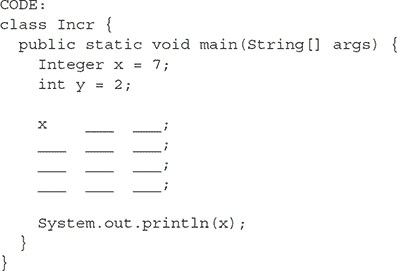 CODE:
class Incr {
public static void main(String[] args) {
Integer x = 7;
int y = 2;
x ___ ___;
___ ___ ___;
___ ___ ___;
___ ___ ___;
System.out.println(x);
}
}